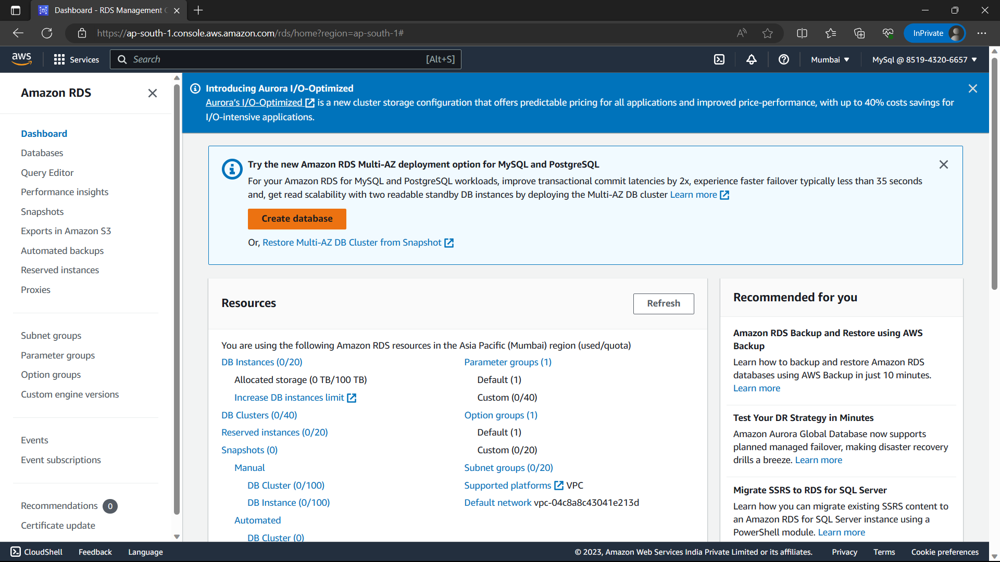 Dashboard - RDS Management C
https://ap-south-1.console.aws.amazon.com/rds/home?region=ap-south-1#
InPrivate
aws
Services
Search
[Alt+S]
Mumbai
MySql @ 8519-4320-6657
Amazon RDS
Dashboard
Databases
Query Editor
Performance insights
Snapshots
Exports in Amazon S3
Automated backups
Reserved instances
Proxies
Subnet groups
Parameter groups
Option groups
Custom engine versions
Events
Event subscriptions
Recommendations 0
Certificate update
Introducing Aurora I/O-Optimized
Aurora's I/O-Optimized is a new cluster storage configuration that offers predictable pricing for all applications and improved price-performance, with up to 40% costs savings for
I/O-intensive applications.
Try the new Amazon RDS Multi-AZ deployment option for MySQL and PostgreSQL
For your Amazon RDS for MySQL and PostgreSQL workloads, improve transactional commit latencies by 2x, experience faster failover typically less than 35 seconds
and, get read scalability with two readable standby DB instances by deploying the Multi-AZ DB cluster Learn more
Create database
Or, Restore Multi-AZ DB Cluster from Snapshot
Resources
Refresh
You are using the following Amazon RDS resources in the Asia Pacific (Mumbai) region (used/quota)
DB Instances (0/20)
Allocated storage (0 TB/100 TB)
Increase DB instances limit
DB Clusters (0/40)
Reserved instances (0/20)
Snapshots (0)
Manual
DB Cluster (0/100)
DB Instance (0/100)
Automated
DB Cluster (0)
Parameter groups (1)
Default (1)
Custom (0/40)
Option groups (1)
Default (1)
Custom (0/20)
Subnet groups (0/20)
Supported platforms VPC
Default network vpc-04c8a8c43041e213d
Recommended for you
Amazon RDS Backup and Restore using AWS
Backup
Learn how to backup and restore Amazon RDS
databases using AWS Backup in just 10 minutes.
Learn more
Test Your DR Strategy in Minutes
Amazon Aurora Global Database now supports
planned managed failover, making disaster recovery
drills a breeze. Learn more
Migrate SSRS to RDS for SQL Server
Learn how you can migrate existing SSRS content to
an Amazon RDS for SQL Server instance using a
PowerShell module. Learn more
CloudShell
Feedback
Language
© 2023, Amazon Web Services India Private Limited or its affiliates.
Privacy
Terms
Cookie preferences